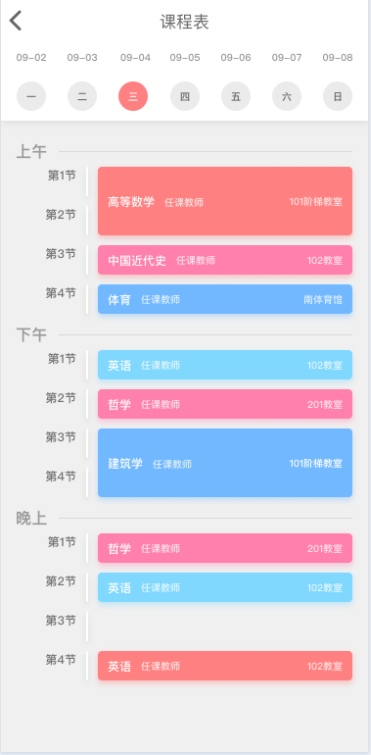 课程表
09-02 09-03 09-04 09-05 09-06 09-07 09-08
一 二 三 四 五 六 日
上午
第1节
高等数学 任课教师 101阶梯教室
第2节
第3节 中国近代史 任课教师 102教室
第4节 体育 任课教师 南体育馆
下午
第1节 英语 任课教师 102教室
第2节 哲学 任课教师 201教室
第3节
建筑学 任课教师 101阶梯教室
第4节
晚上
第1节 哲学 任课教师 201教室
第2节 英语 任课教师 102教室
第3节
第4节 英语 任课教师 102教室